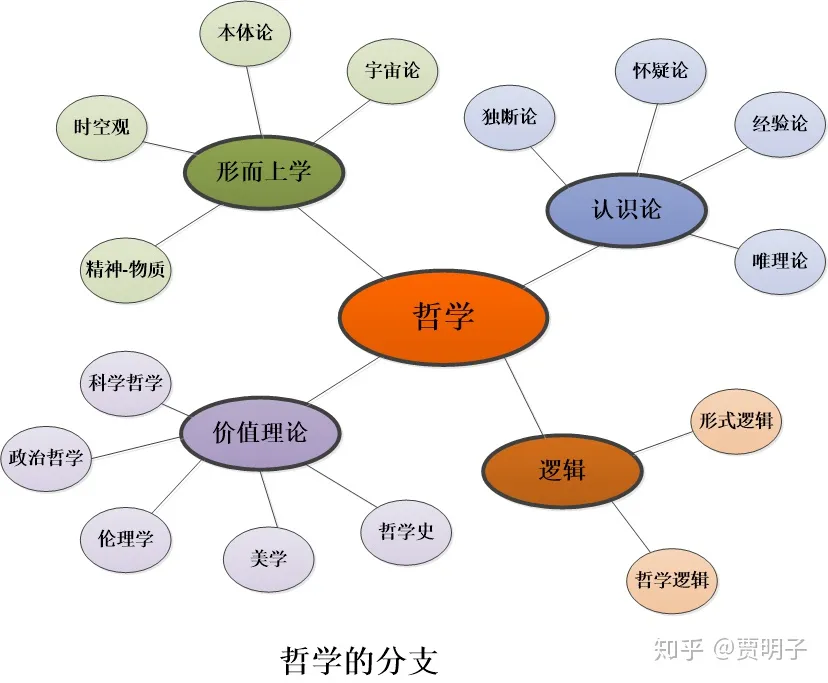 本体论
宇宙论
时空观
形而上学
精神-物质
怀疑论
独断论
经验论
认识论
唯理论
哲学
科学哲学
价值理论
政治哲学
伦理学
美学
哲学史
形式逻辑
逻辑
哲学逻辑
哲学的分支
知乎 @贾明子